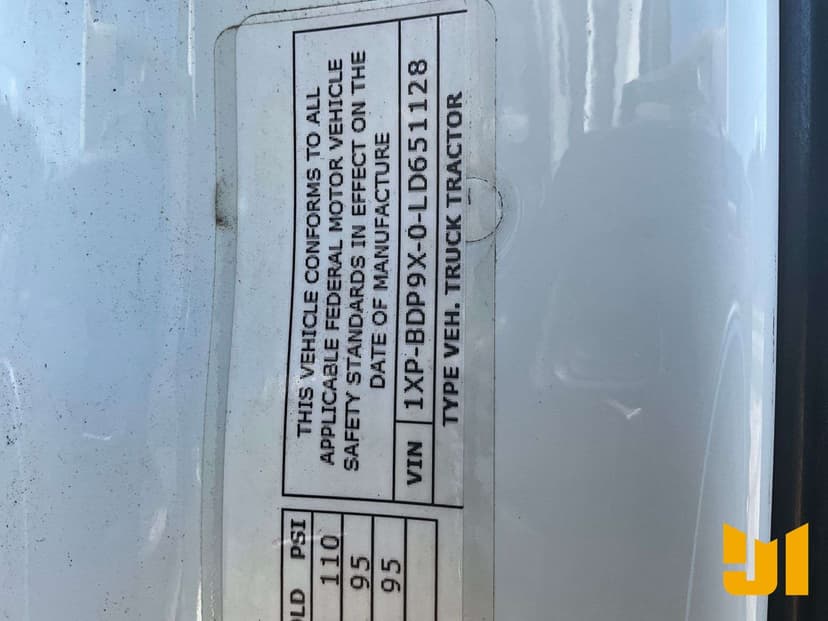 THIS VEHICLE CONFORMS TO ALL
APPLICABLE FEDERAL MOTOR VEHICLE
SAFETY STANDARDS IN EFFECT ON THE
DATE OF MANUFACTURE
VIN 1XP-BDP9X-0-LD651128
TYPE VEH. TRUCK TRACTOR
PSI
110
95
95